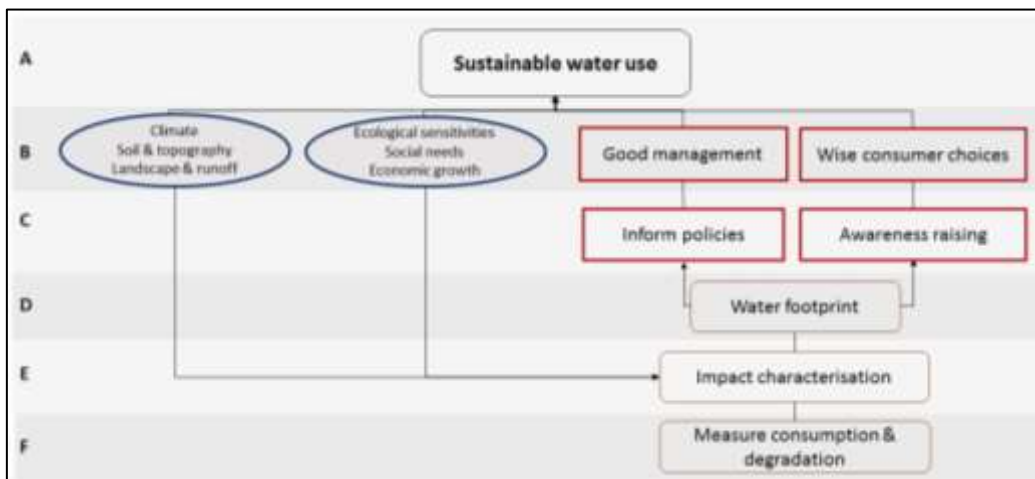 A
Sustainable water use
B
Climate
Soil & topography
Landscape & runoff
Ecological sensitivities
Social needs
Economic growth
Good management
Wise consumer choices
C
Inform policies
Awareness raising
D
Water footprint
E
Impact characterisation
F
Measure consumption &
degradation